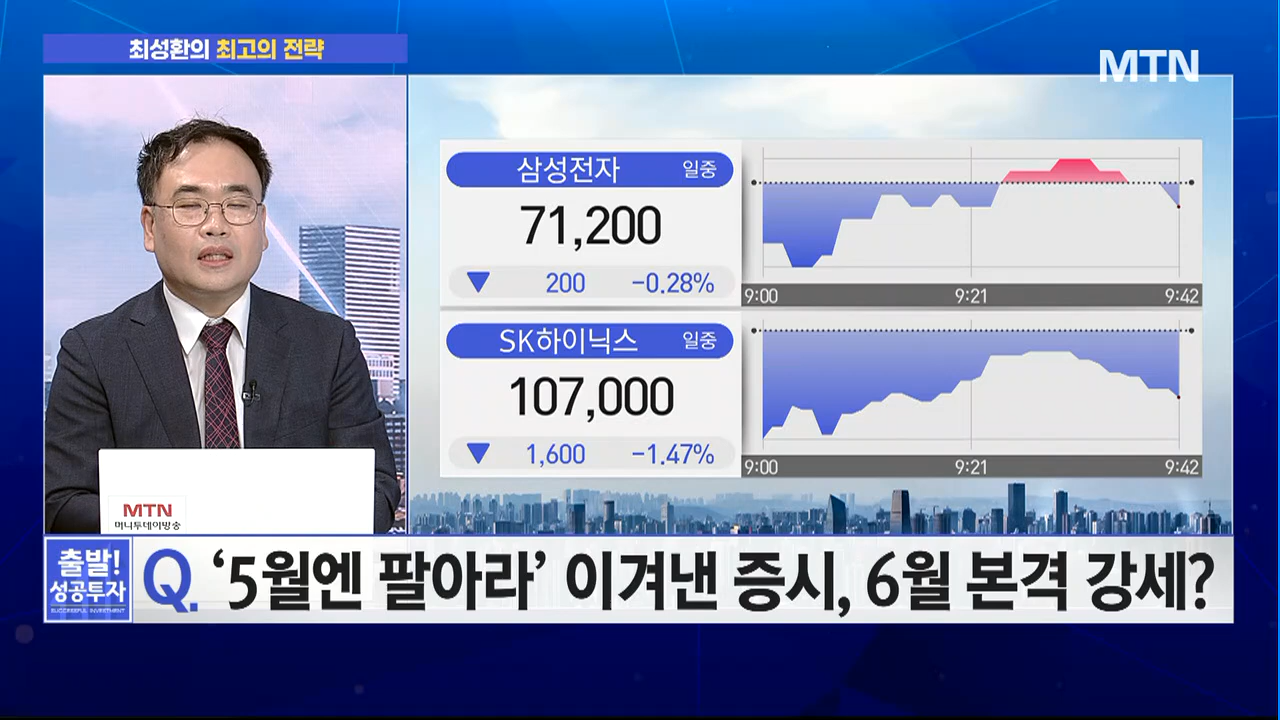 최성환의 최고의 전략
MTN
삼성전자 일중
71,200
▼ 200 -0.28%
9:00 9:21 9:42
SK하이닉스 일중
107,000
▼ 1,600 -1.47%
9:00 9:21 9:42
MTN
머니투데이방송
출발!
성공투자
SUCCESSFUL INVESTMENT
Q. ‘5월엔 팔아라’ 이겨낸 증시, 6월 본격 강세?